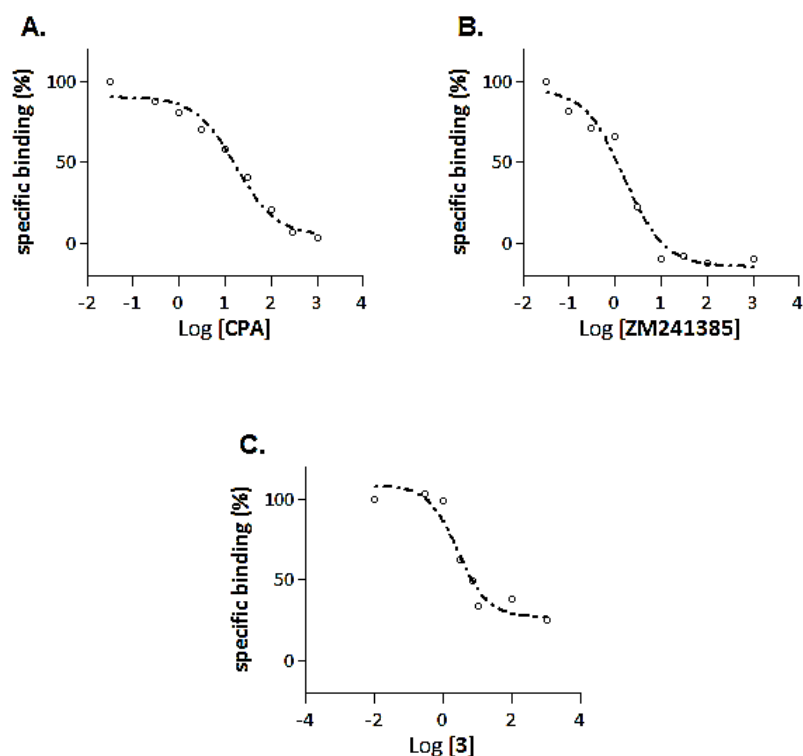 A.
specific binding (%)
100
50
0
-2 -1 0 1 2 3 4
Log [CPA]
B.
specific binding (%)
100
50
0
-2 -1 0 1 2 3 4
Log [ZM241385]
C.
specific binding (%)
100
50
0
-4 -2 0 2 4
Log [3]